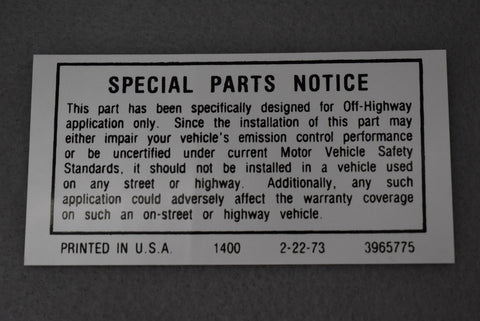 SPECIAL PARTS NOTICE
This part has been specifically designed for Off-Highway
application only. Since the installation of this part may
either impair your vehicle's emission control performance
or be uncertified under current Motor Vehicle Safety
Standards, it should not be installed in a vehicle used
on any street or highway. Additionally, any such
application could adversely affect the warranty coverage
on such an on-street or highway vehicle.
PRINTED IN U.S.A. 1400 2-22-73 3965775